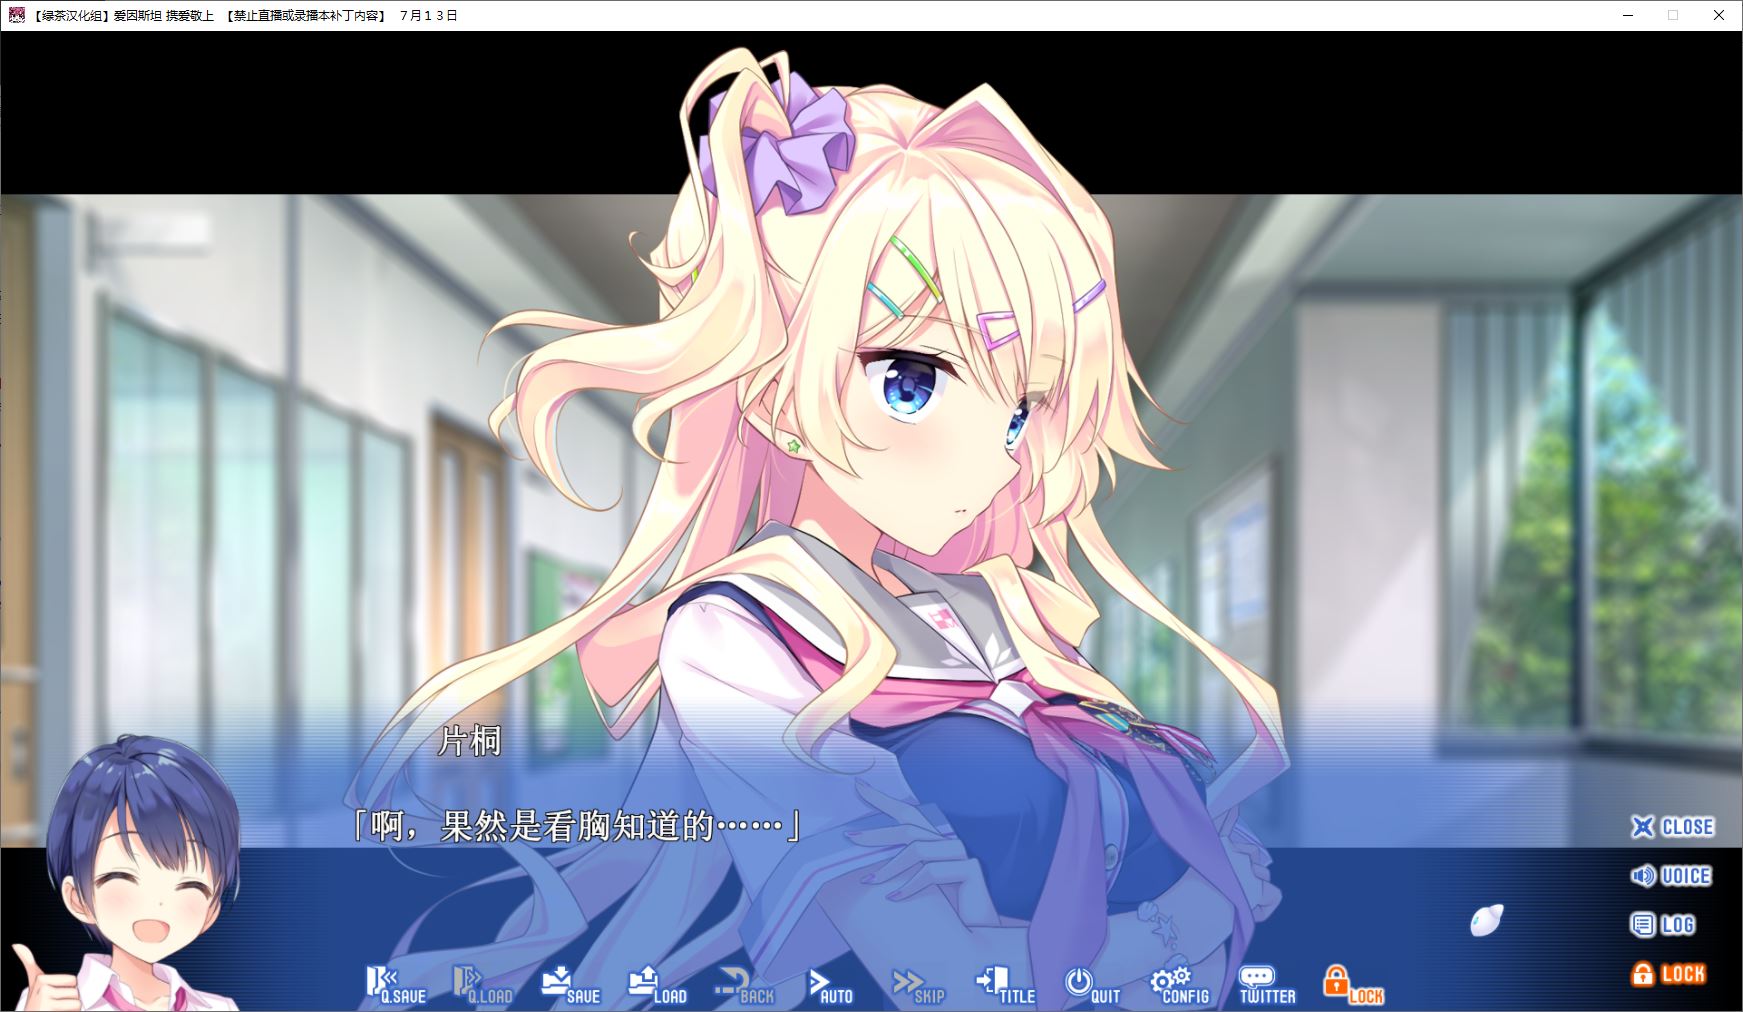 【绿茶汉化组】爱因斯坦 携爱敬上 【禁止直播或录播本补丁内容】 ７月１３日
片桐
「啊，果然是看胸知道的……」
CLOSE
VOICE
LOG
LOCK
Q.SAVE Q.LOAD SAVE LOAD BACK AUTO SKIP TITLE QUIT CONFIG TWITTER LOCK